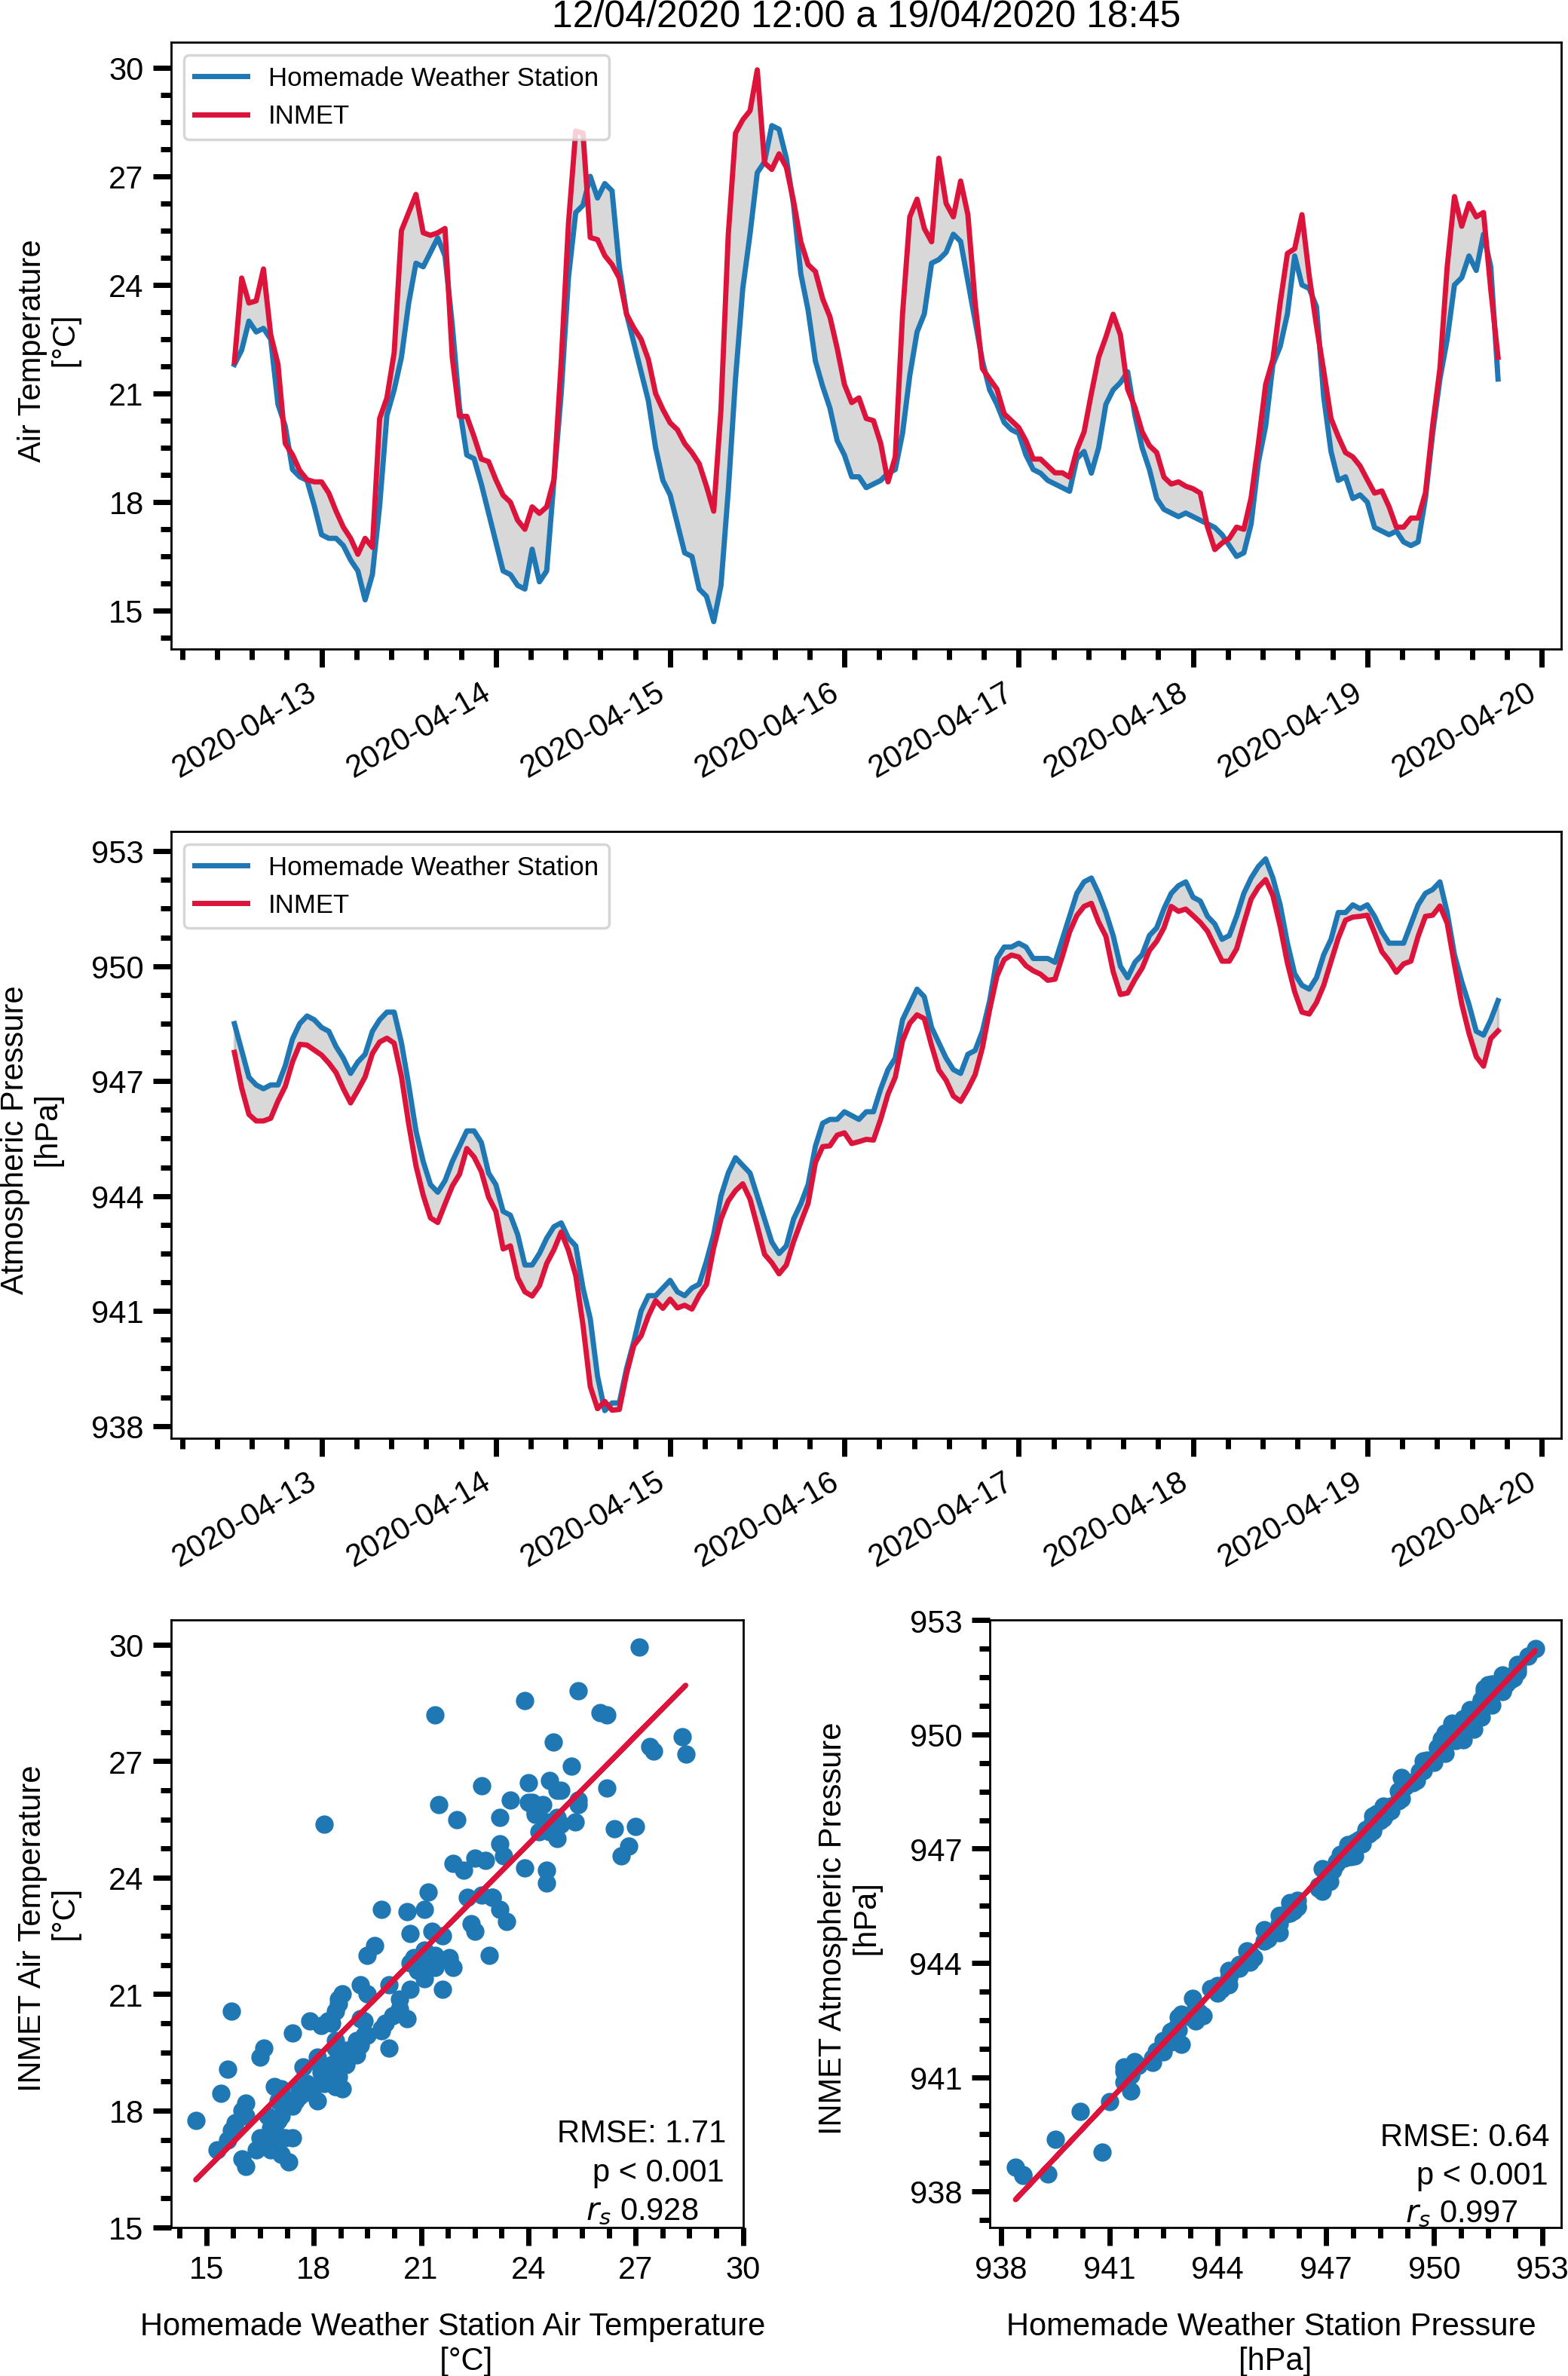 12/04/2020 12:00 a 19/04/2020 18:45
Homemade Weather Station
INMET
Air Temperature
[°C]
30
27
24
21
18
15
2020-04-13
2020-04-14
2020-04-15
2020-04-16
2020-04-17
2020-04-18
2020-04-19
2020-04-20
Homemade Weather Station
INMET
Atmospheric Pressure
[hPa]
953
950
947
944
941
938
2020-04-13
2020-04-14
2020-04-15
2020-04-16
2020-04-17
2020-04-18
2020-04-19
2020-04-20
INMET Air Temperature
[°C]
30
27
24
21
18
15
RMSE: 1.71
p < 0.001
rₛ 0.928
15
18
21
24
27
30
Homemade Weather Station Air Temperature
[°C]
INMET Atmospheric Pressure
[hPa]
953
950
947
944
941
938
RMSE: 0.64
p < 0.001
rₛ 0.997
938
941
944
947
950
953
Homemade Weather Station Pressure
[hPa]